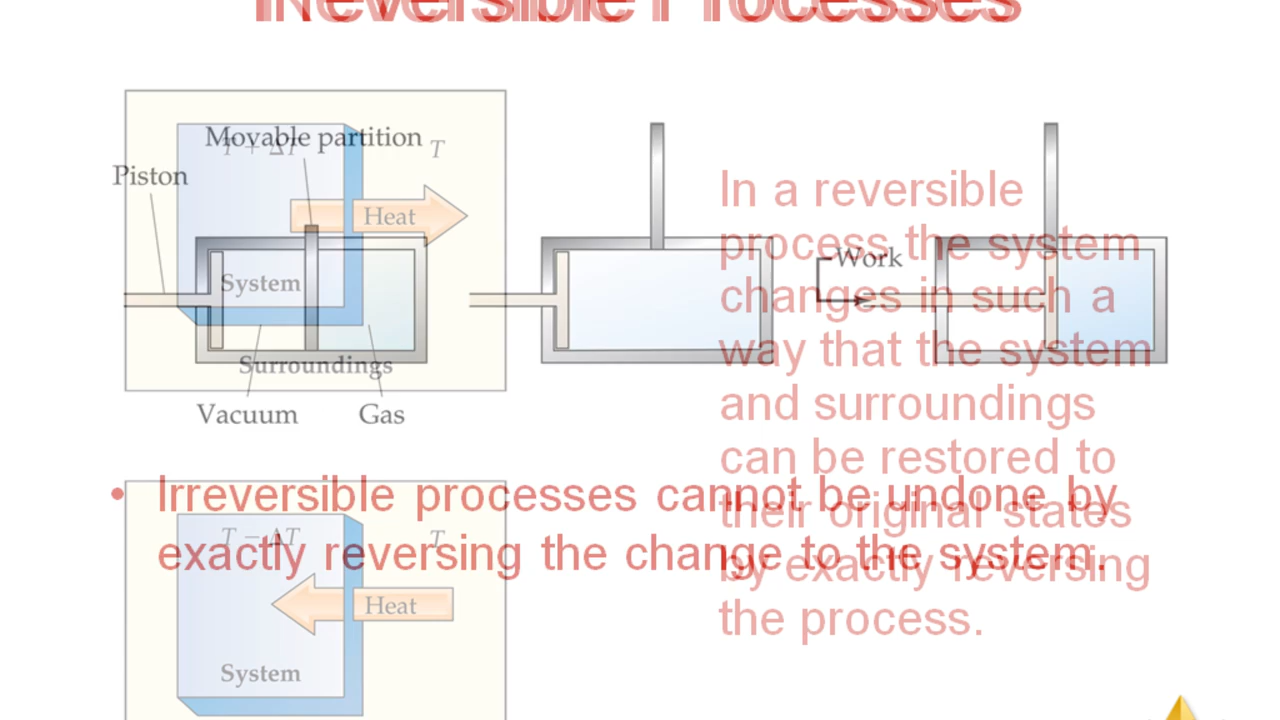 Processes
Movable partition
T + ΔT
T
Piston
Heat
System
Surroundings
Vacuum
Gas
Work
In a reversible
process the system
changes in such a
way that the system
and surroundings
can be restored to
their original states
by exactly reversing
the process.
• Irreversible processes cannot be undone by
exactly reversing the change to the system.
T − ΔT
T
Heat
System